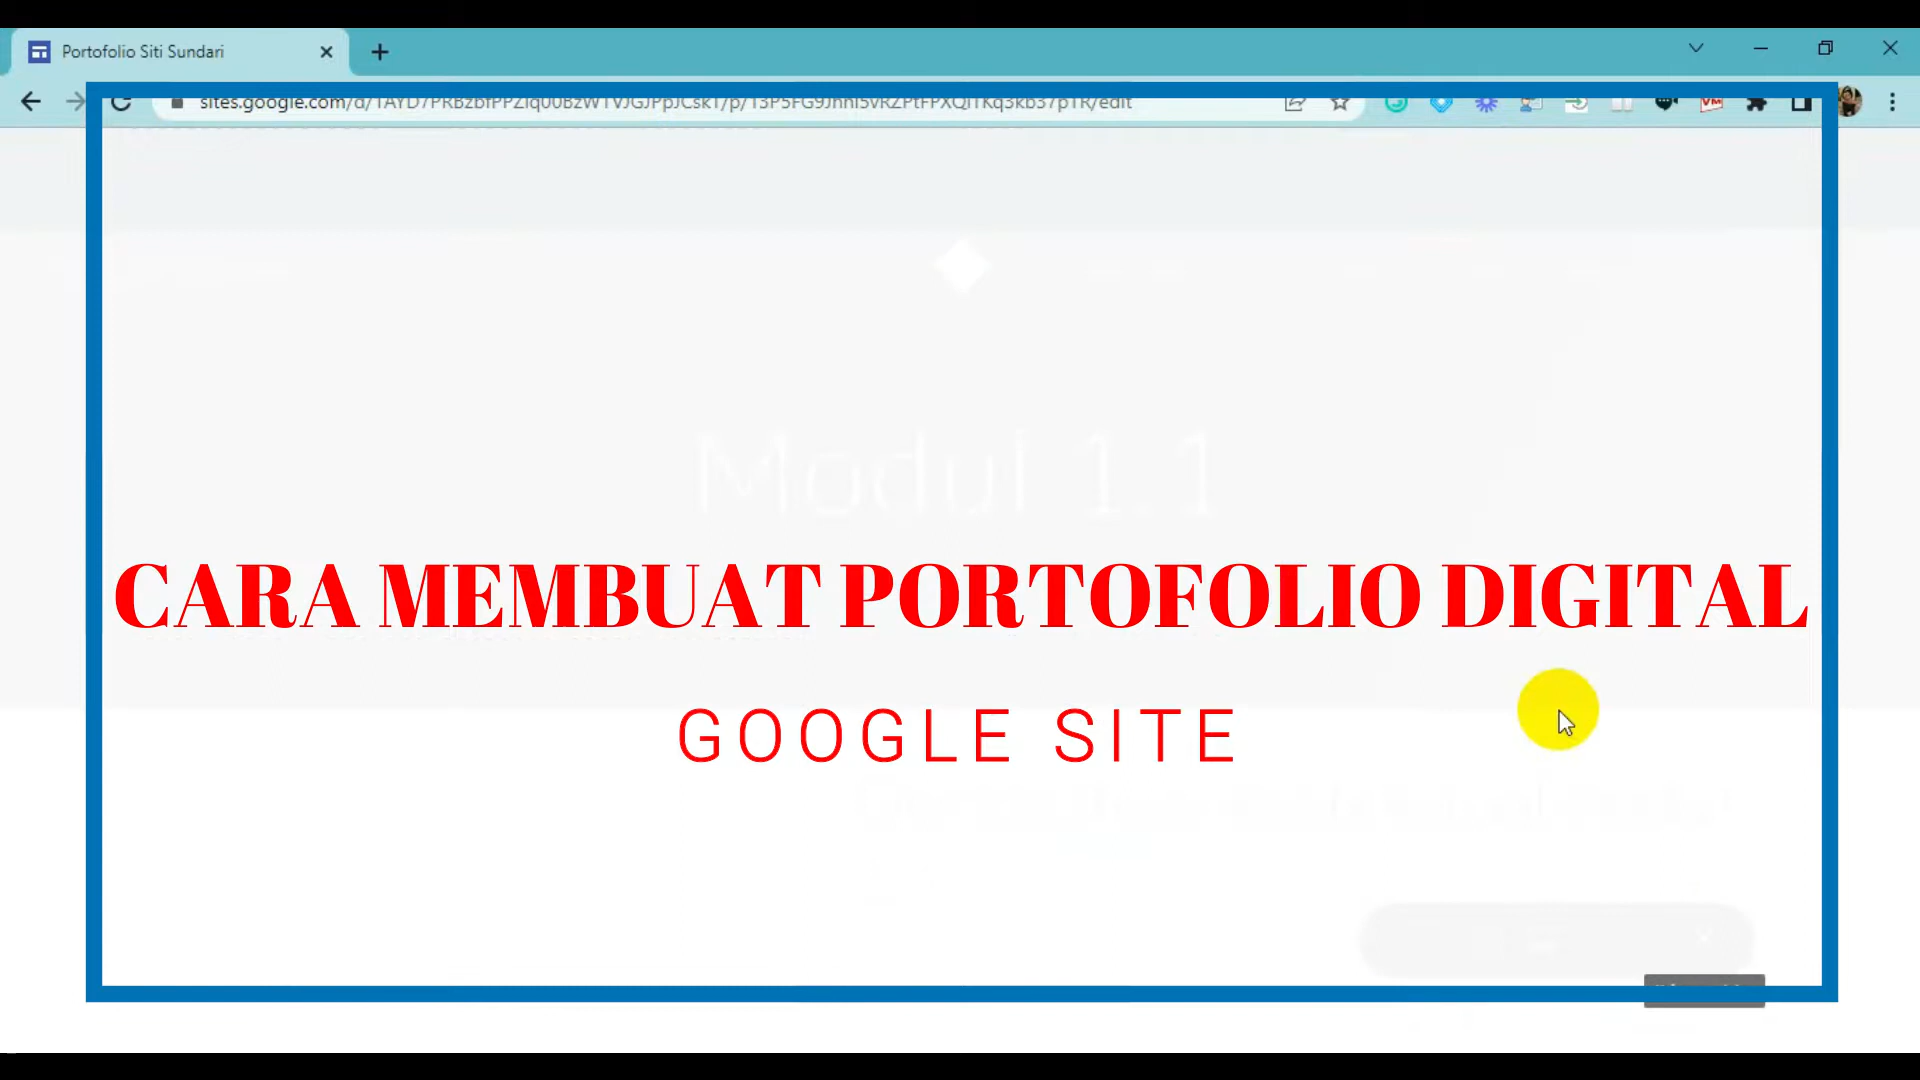 Portofolio Siti Sundari
Modul 1.1
CARA MEMBUAT PORTOFOLIO DIGITAL
GOOGLE SITE